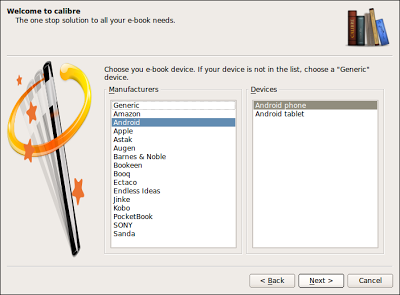 Welcome to calibre
The one stop solution to all your e-book needs.
Choose you e-book device. If your device is not in the list, choose a "Generic"
device.
Manufacturers
Generic
Amazon
Android
Apple
Astak
Augen
Barnes & Noble
Bookeen
Booq
Ectaco
Endless Ideas
Jinke
Kobo
PocketBook
SONY
Sanda
Devices
Android phone
Android tablet
< Back
Next >
Cancel